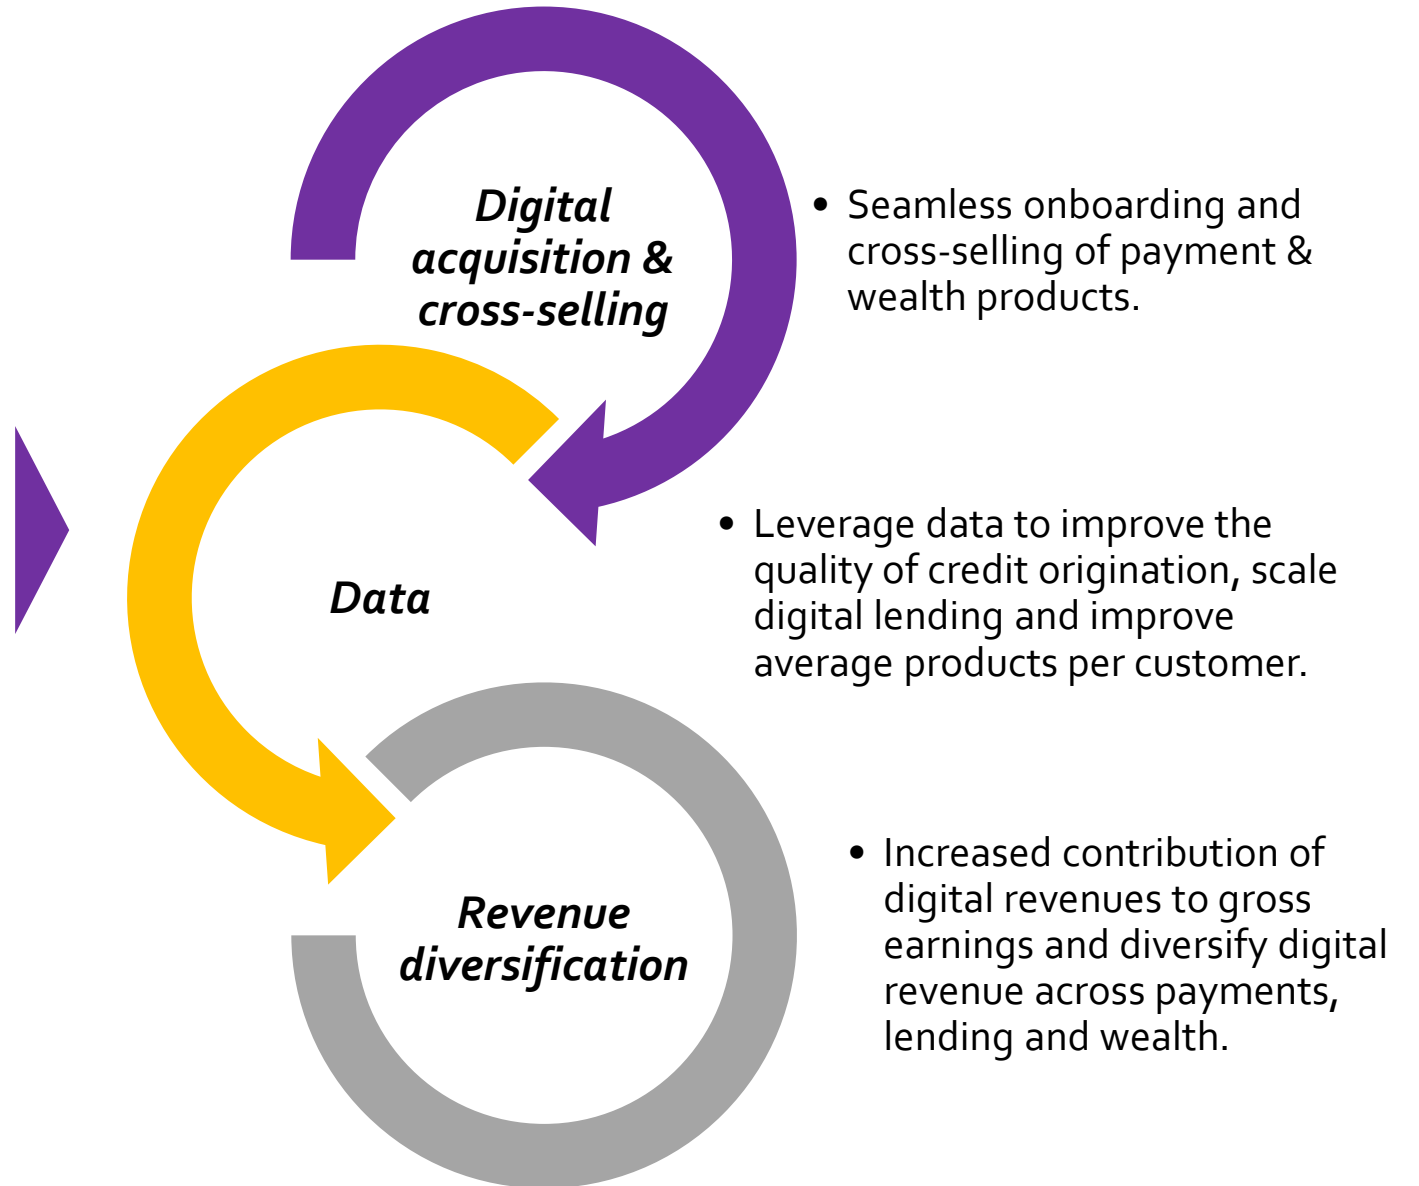 Digital
acquisition &
cross-selling
• Seamless onboarding and
cross-selling of payment &
wealth products.
Data
• Leverage data to improve the
quality of credit origination, scale
digital lending and improve
average products per customer.
Revenue
diversification
• Increased contribution of
digital revenues to gross
earnings and diversify digital
revenue across payments,
lending and wealth.